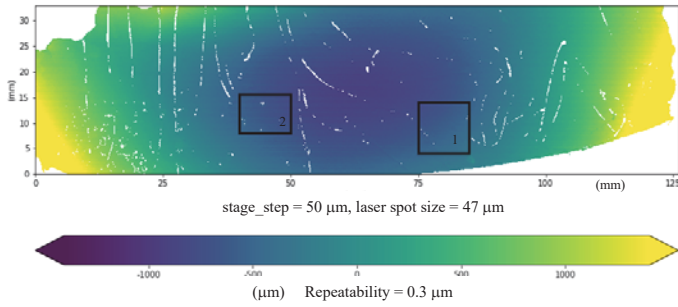 30
25
20
(mm)
15
10
5
0
2
1
0 25 50 75 100 125
(mm)
stage_step = 50 μm, laser spot size = 47 μm
-1000 -500 0 500 1000
(μm) Repeatability = 0.3 μm